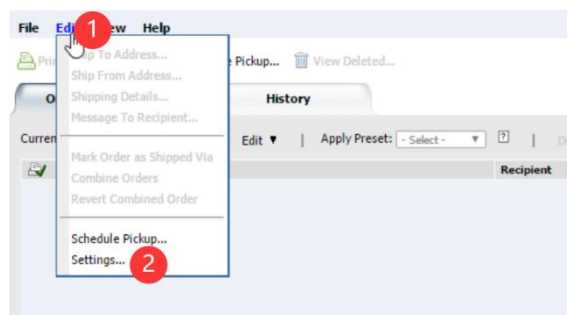 File Edit View Help
1
Ship To Address...
Pickup... View Deleted...
Ship From Address...
Shipping Details...
History
Message To Recipient...
Edit ▼ | Apply Preset: - Select - ▼ ? |
Mark Order as Shipped Via
Recipient
Combine Orders
Revert Combined Order
Schedule Pickup...
Settings... 2